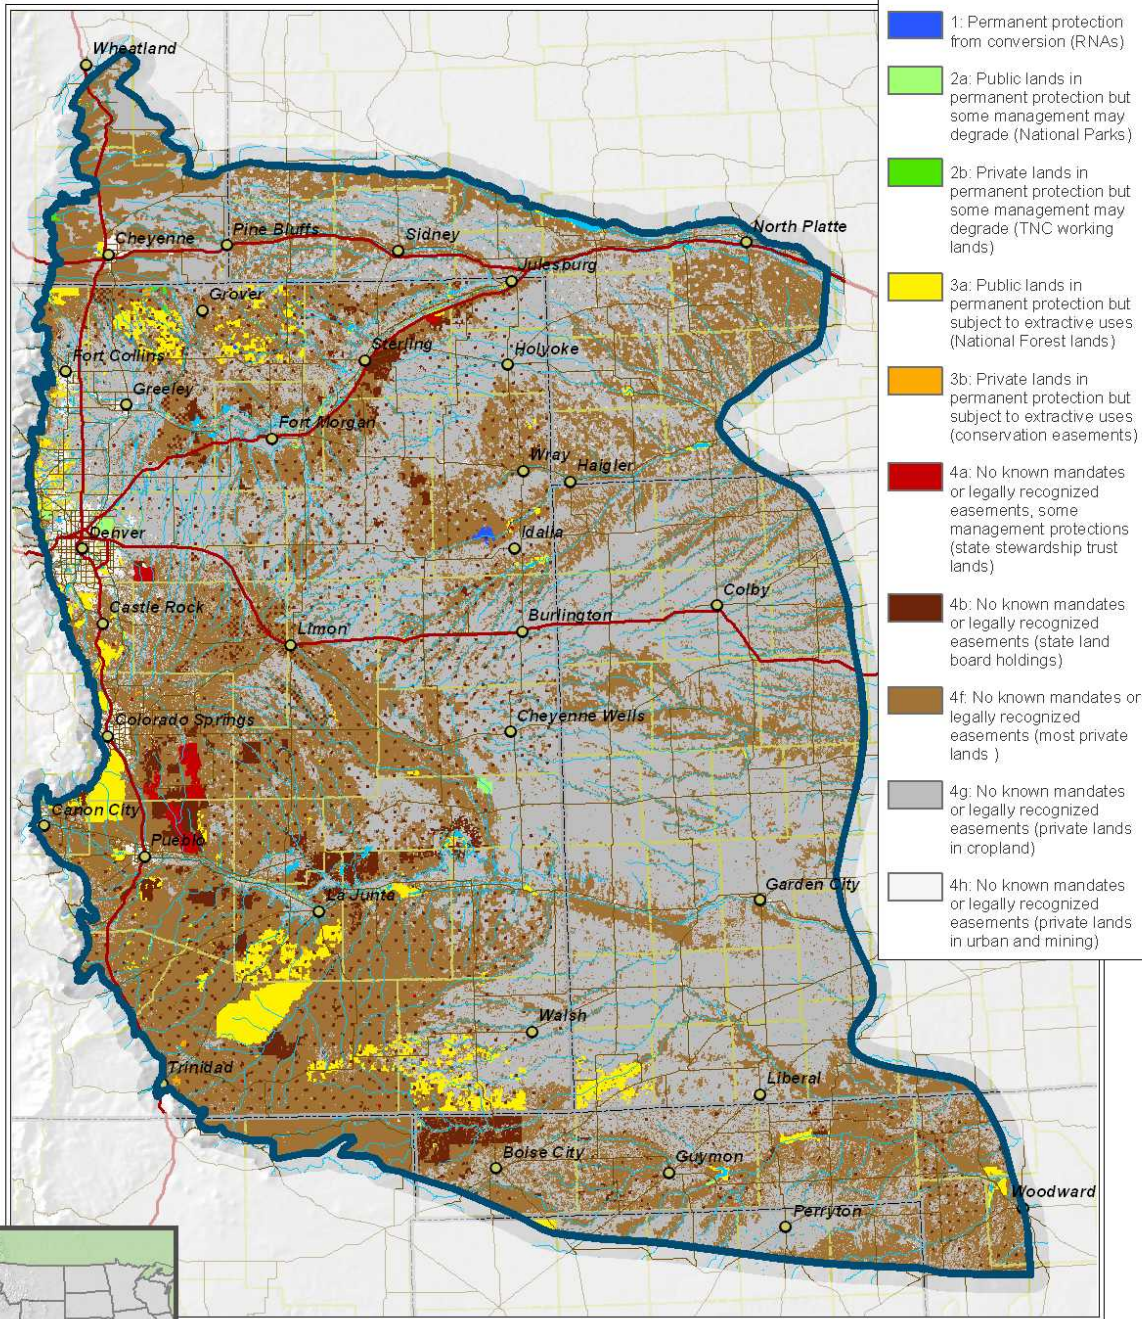 Wheatland
Cheyenne
Pine Bluffs
Sidney
North Platte
Julesburg
Grover
Sterling
Holyoke
Fort Collins
Greeley
Fort Morgan
Wray
Haigler
Denver
Idalia
Castle Rock
Limon
Burlington
Colby
Colorado Springs
Cheyenne Wells
Canon City
Pueblo
La Junta
Garden City
Walsh
Trinidad
Liberal
Boise City
Guymon
Woodward
Perryton
1: Permanent protection
from conversion (RNAs)
2a: Public lands in
permanent protection but
some management may
degrade (National Parks)
2b: Private lands in
permanent protection but
some management may
degrade (TNC working
lands)
3a: Public lands in
permanent protection but
subject to extractive uses
(National Forest lands)
3b: Private lands in
permanent protection but
subject to extractive uses
(conservation easements)
4a: No known mandates
or legally recognized
easements, some
management protections
(state stewardship trust
lands)
4b: No known mandates
or legally recognized
easements (state land
board holdings)
4f: No known mandates or
legally recognized
easements (most private
lands )
4g: No known mandates
or legally recognized
easements (private lands
in cropland)
4h: No known mandates
or legally recognized
easements (private lands
in urban and mining)